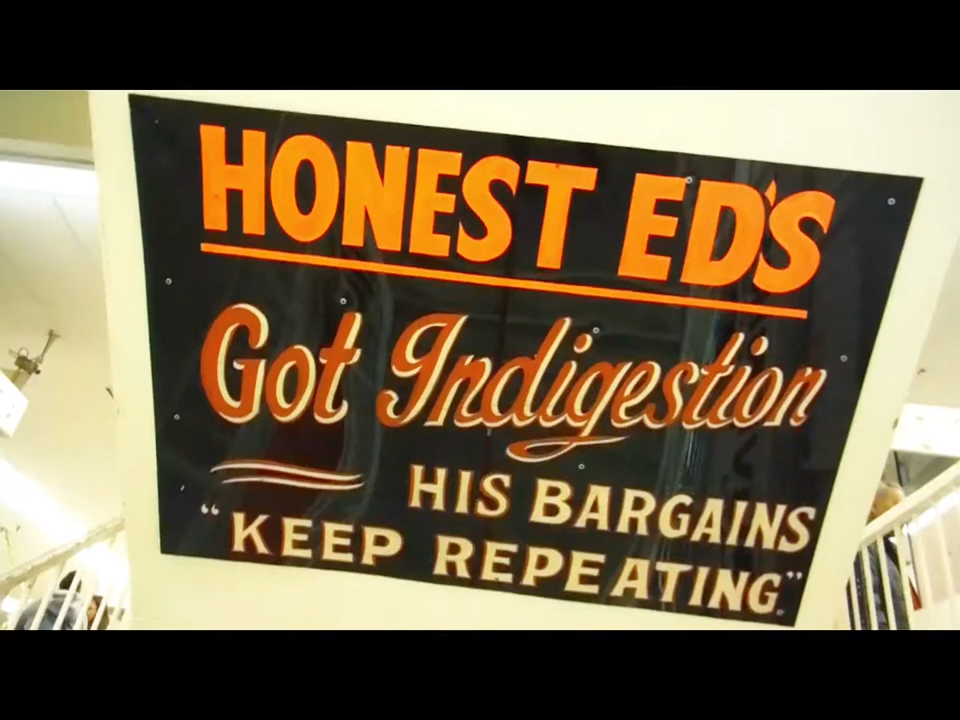 HONEST ED'S
Got Indigestion
HIS BARGAINS
“KEEP REPEATING”